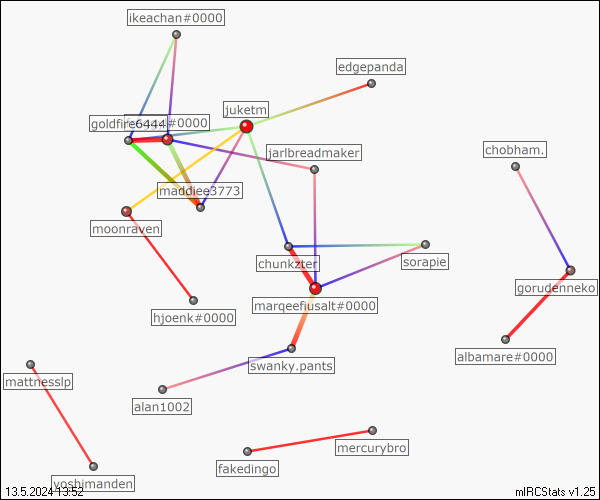 ikeachan#0000
edgepanda
juketm
goldfire6444
#0000
jarlbreadmaker
chobham.
maddiee3773
moonraven
chunkzter
sorapie
gorudenneko
marqeefiusalt#0000
hjoenk#0000
albamare#0000
swanky.pants
mattnesslp
alan1002
mercurybro
fakedingo
yoshimanden
13.5.2024 13:52
mIRCStats v1.25